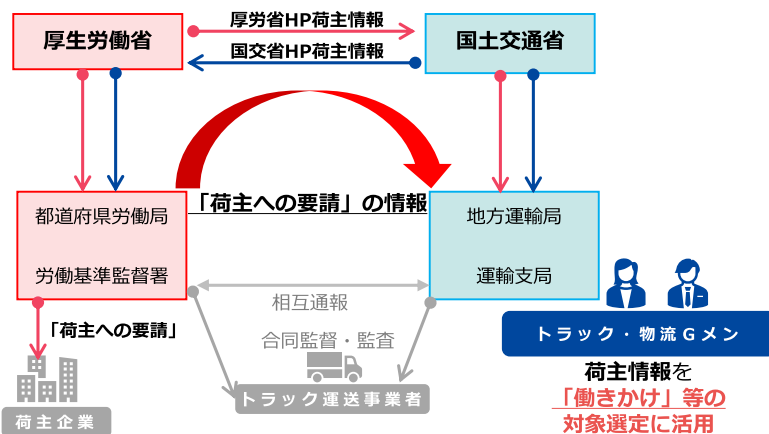 厚生労働省
厚労省HP荷主情報
国交省HP荷主情報
国土交通省
「荷主への要請」の情報
都道府県労働局
労働基準監督署
地方運輸局
運輸支局
相互通報
「荷主への要請」
合同監督・監査
トラック運送事業者
荷主企業
トラック・物流Gメン
荷主情報を
「働きかけ」等の
対象選定に活用